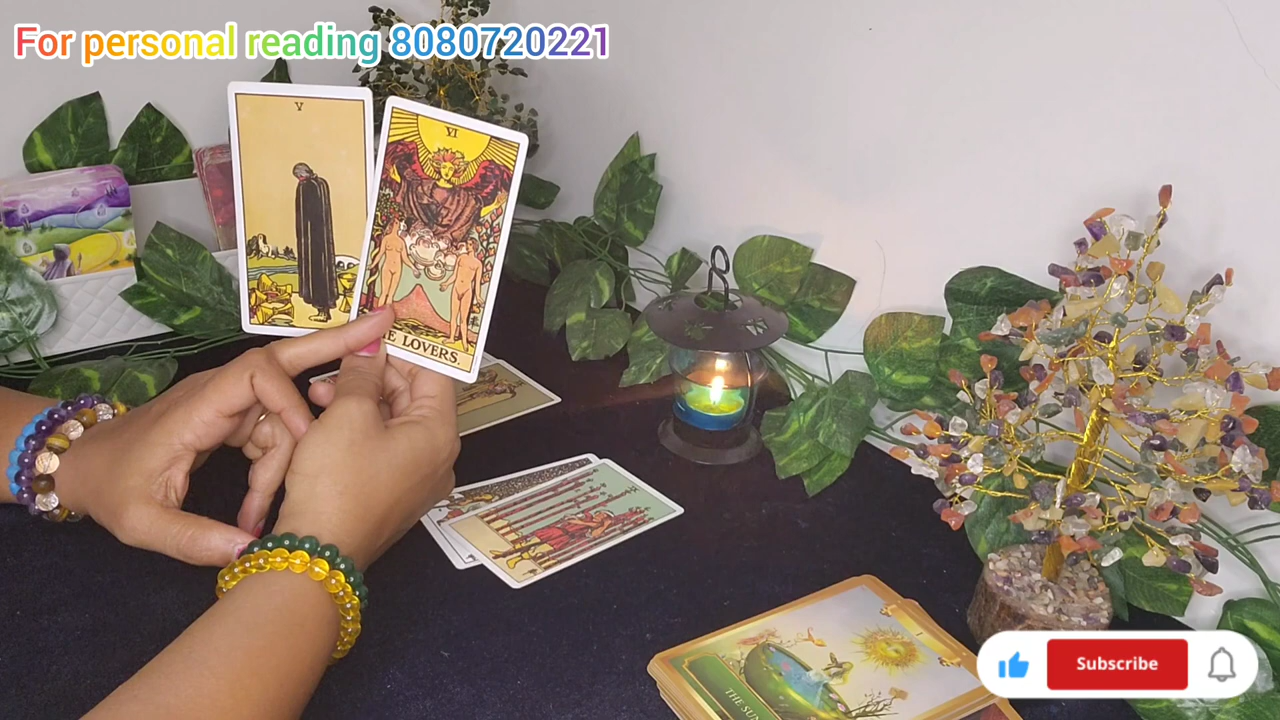 For personal reading 8080720221
V
VI
THE LOVERS.
THE SUN
Subscribe